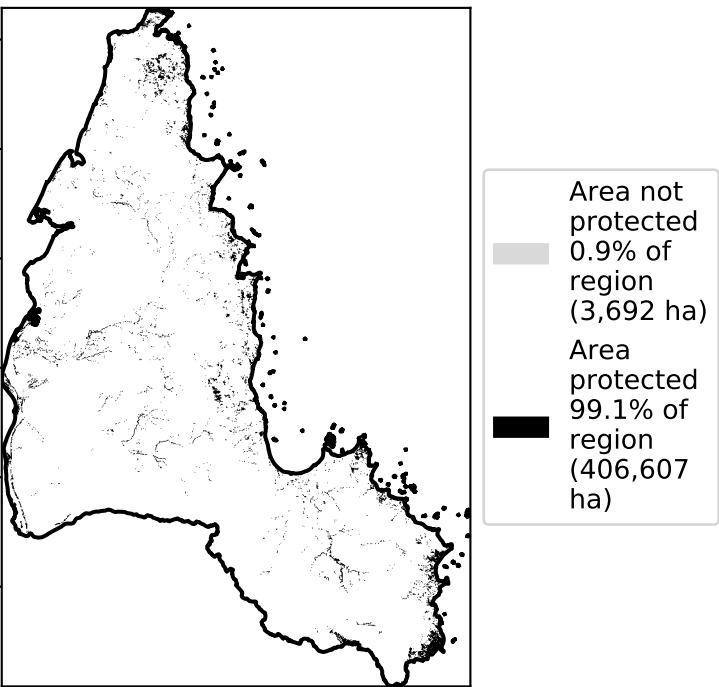 Area not
protected
0.9% of
region
(3,692 ha)
Area
protected
99.1% of
region
(406,607
ha)